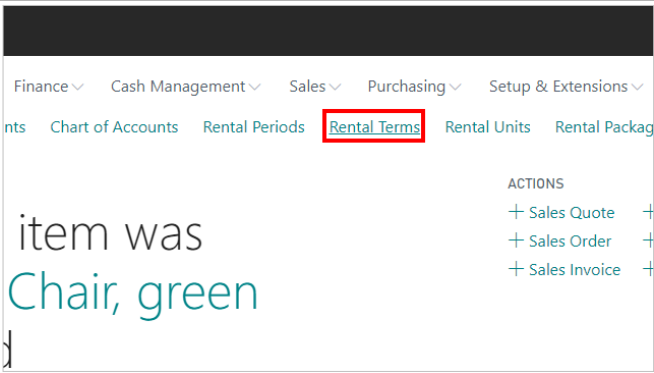 Finance Cash Management Sales Purchasing Setup & Extensions
nts Chart of Accounts Rental Periods Rental Terms Rental Units Rental Packag
ACTIONS
item was
Chair, green
d
+ Sales Quote +
+ Sales Order +
+ Sales Invoice +